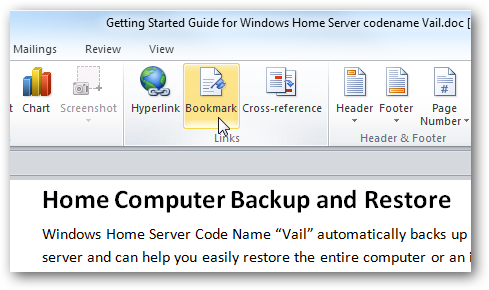 Getting Started Guide for Windows Home Server codename Vail.doc [
Mailings Review View
Chart Screenshot Hyperlink Bookmark Cross-reference Header Footer Page Number
Links Header & Footer
Home Computer Backup and Restore
Windows Home Server Code Name “Vail” automatically backs up
server and can help you easily restore the entire computer or an i